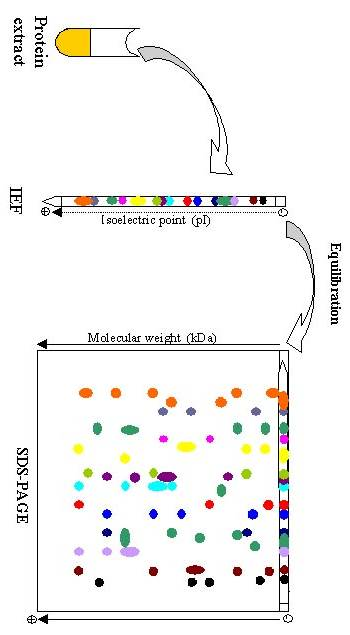 Protein
extract
IEF
Isoelectric point (pI)
Equilibration
Molecular weight (kDa)
SDS-PAGE